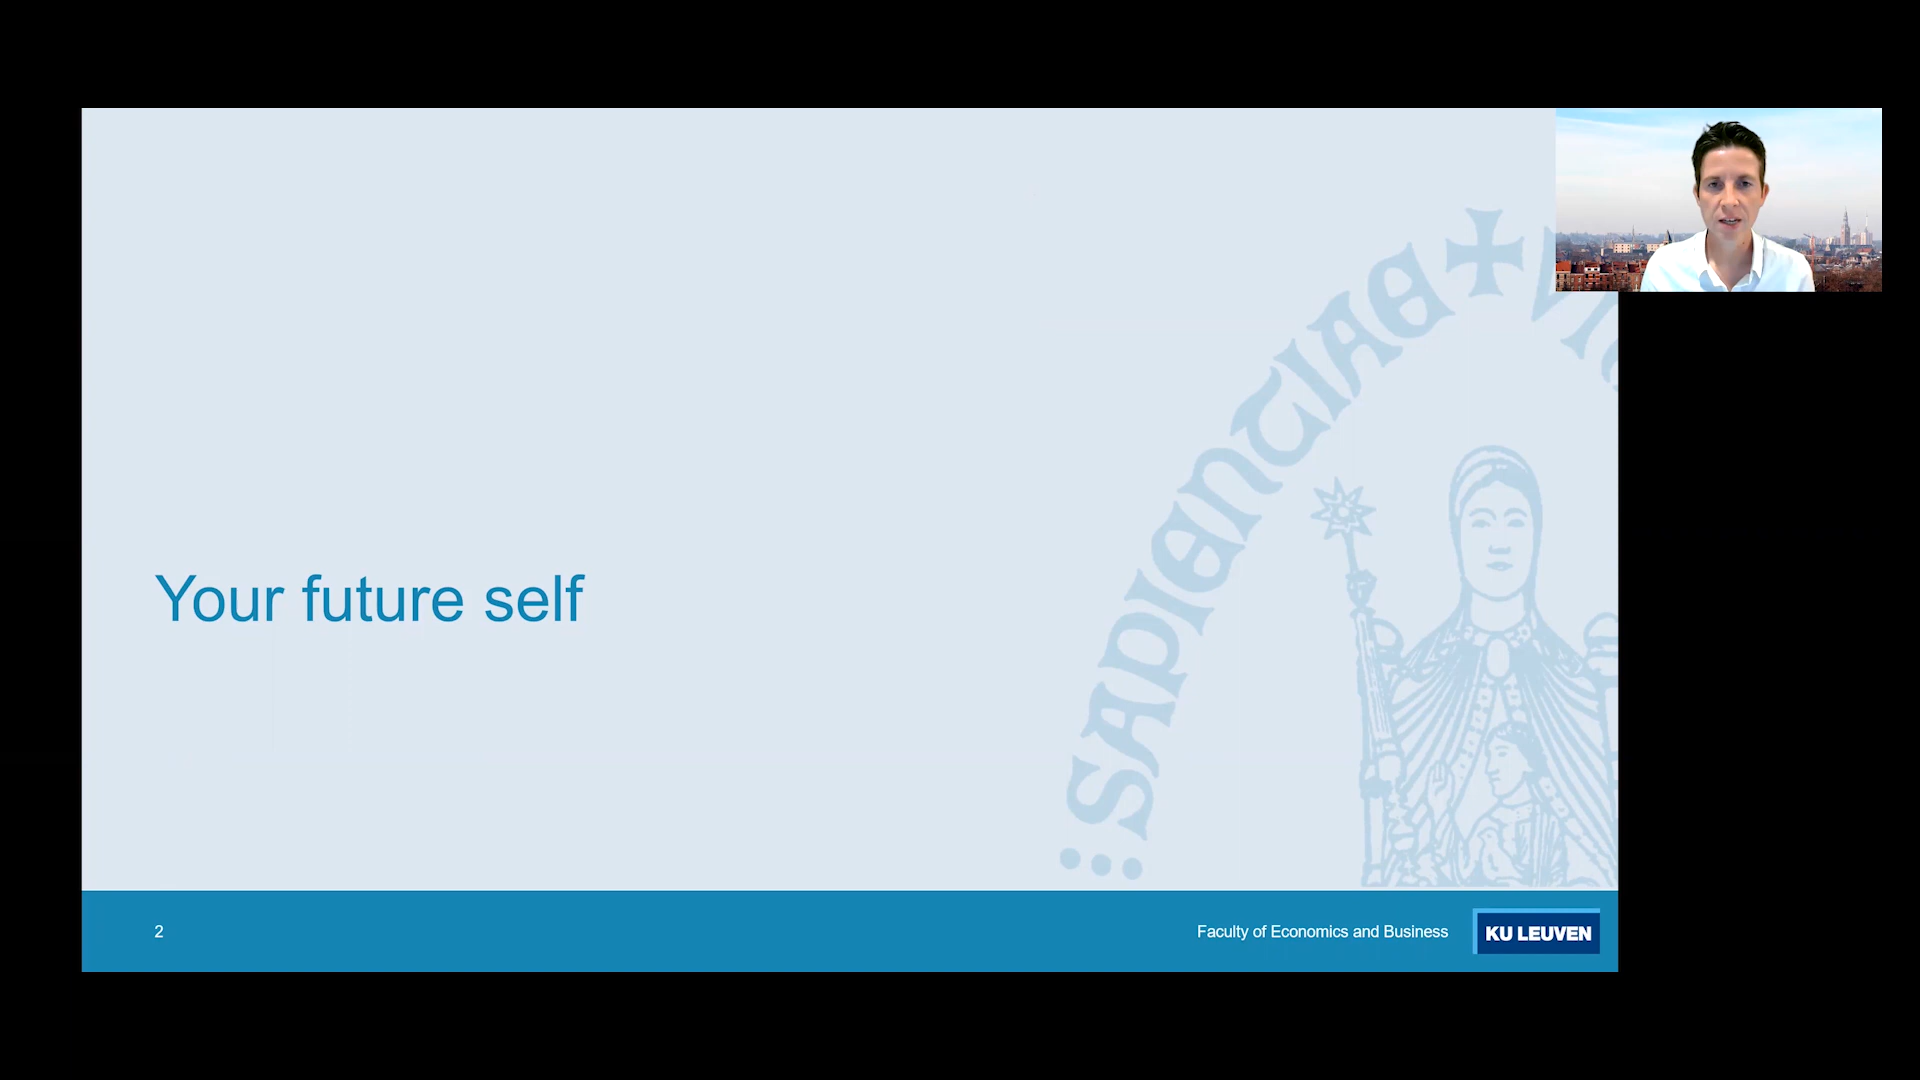 SAPIENTIAE
Your future self
2
Faculty of Economics and Business
KU LEUVEN